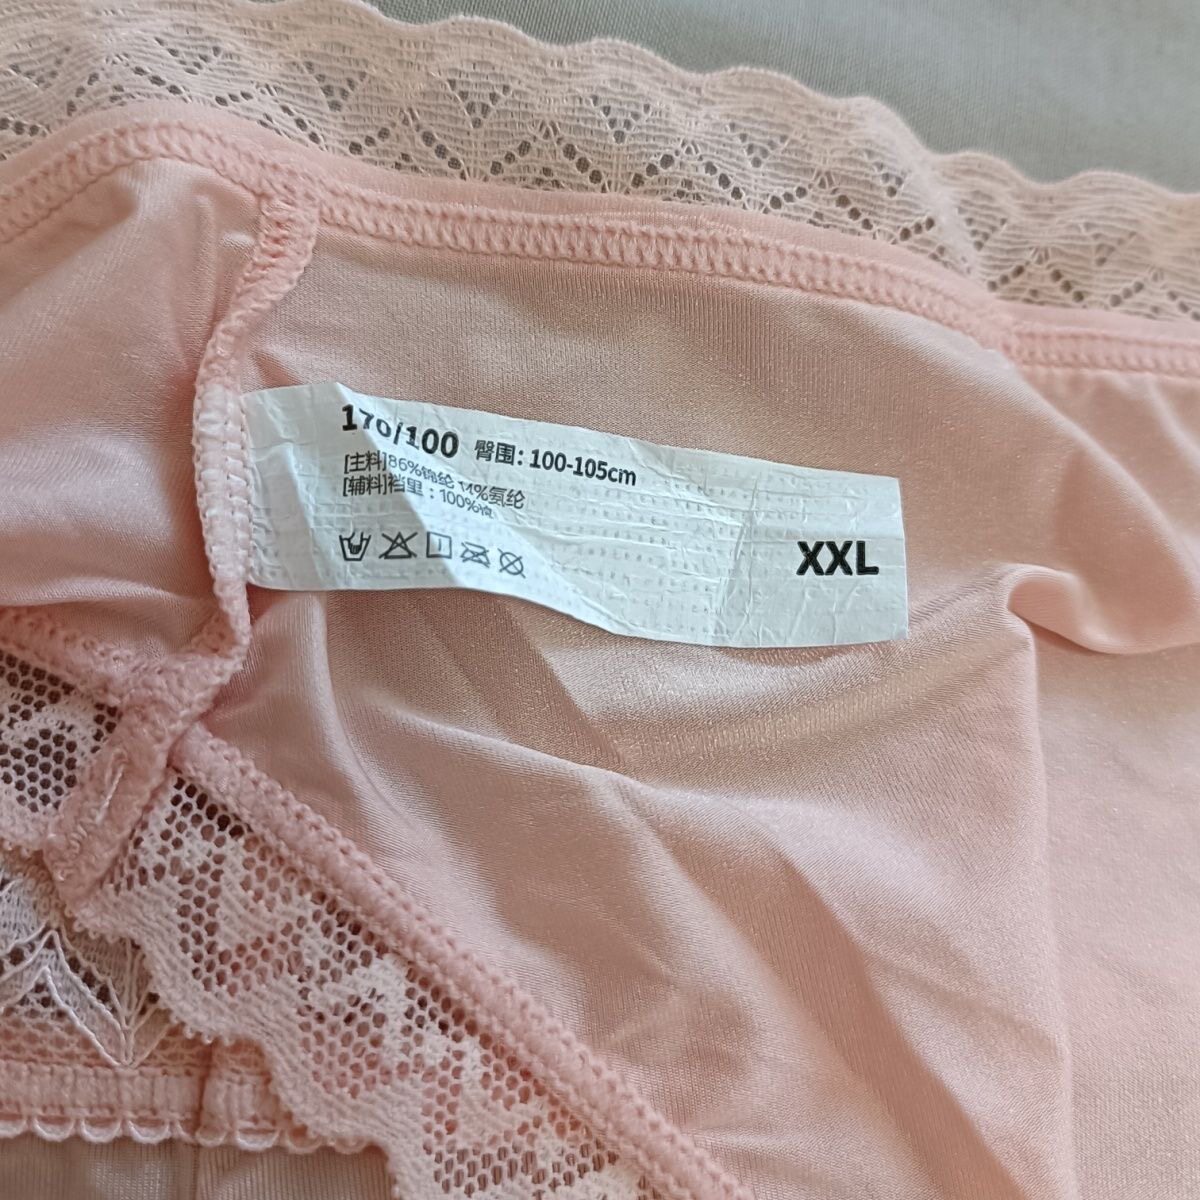 170/100 臀围: 100-105cm
[主料]86%锦纶 14%氨纶
[辅料]裆里: 100%
XXL